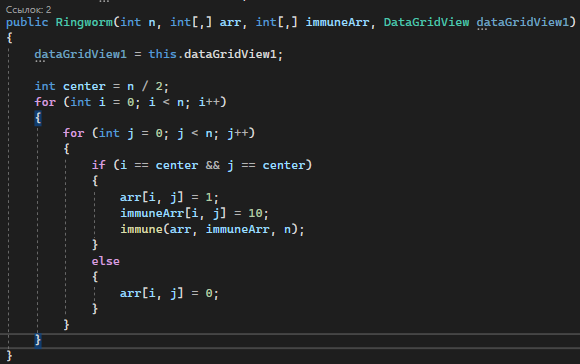 Ссылок: 2
public Ringworm(int n, int[,] arr, int[,] immuneArr, DataGridView dataGridView1)
{
dataGridView1 = this.dataGridView1;
int center = n / 2;
for (int i = 0; i < n; i++)
{
for (int j = 0; j < n; j++)
{
if (i == center && j == center)
{
arr[i, j] = 1;
immuneArr[i, j] = 10;
immune(arr, immuneArr, n);
}
else
{
arr[i, j] = 0;
}
}
}
}